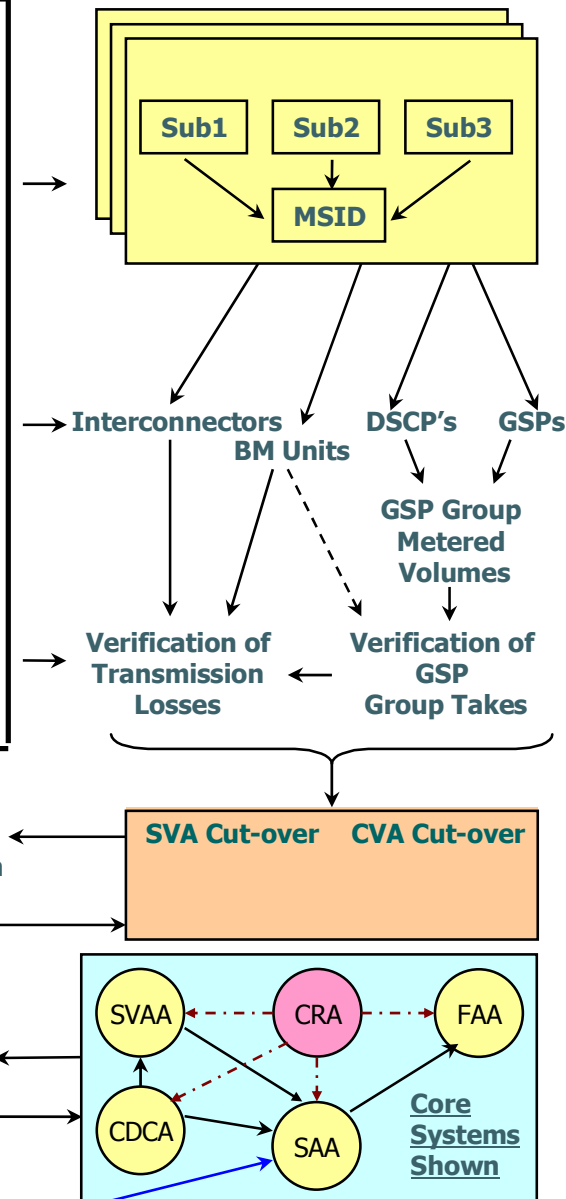 Sub1 Sub2 Sub3
MSID
Interconnectors DSCP's GSPs
BM Units
GSP Group
Metered
Volumes
Verification of
Transmission
Losses
Verification of
GSP
Group Takes
SVA Cut-over CVA Cut-over
SVAA CRA FAA
CDCA SAA
Core
Systems
Shown